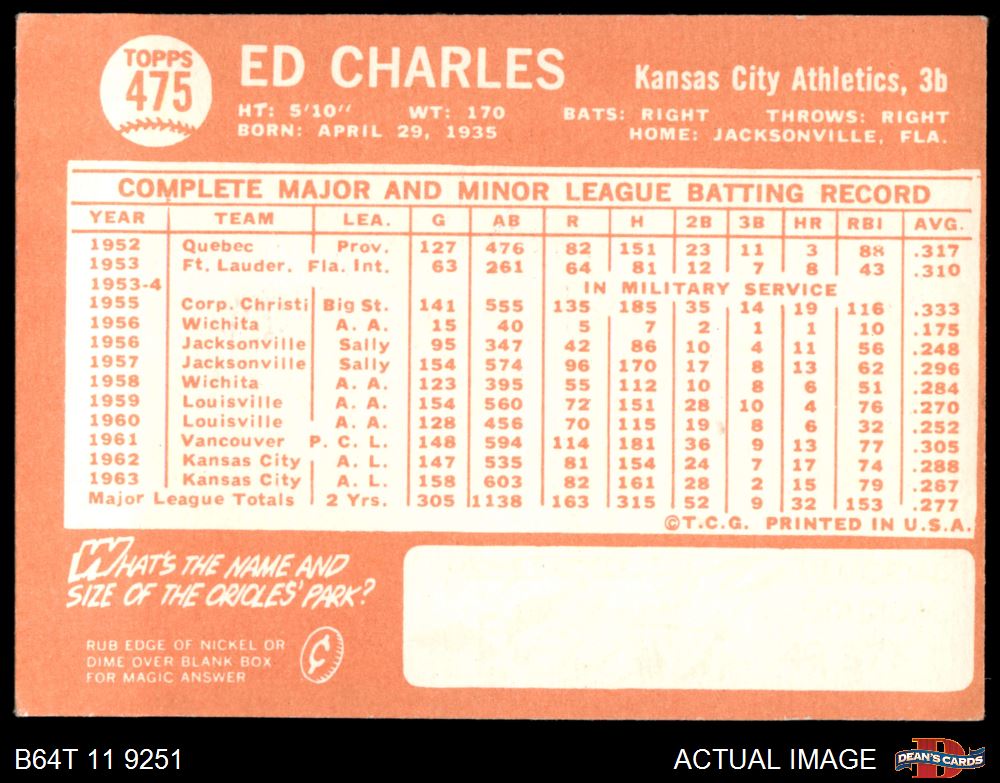 TOPPS
475
ED CHARLES
Kansas City Athletics, 3b
HT: 5'10" WT: 170 BATS: RIGHT THROWS: RIGHT
BORN: APRIL 29, 1935 HOME: JACKSONVILLE, FLA.
COMPLETE MAJOR AND MINOR LEAGUE BATTING RECORD
YEAR TEAM LEA. G AB R H 2B 3B HR RBI AVG.
1952 Quebec Prov. 127 476 82 151 23 11 3 88 .317
1953 Ft. Lauder. Fla. Int. 63 261 64 81 12 7 8 43 .310
1953-4 IN MILITARY SERVICE
1955 Corp. Christi Big St. 141 555 135 185 35 14 19 116 .333
1956 Wichita A. A. 15 40 5 7 2 1 1 10 .175
1956 Jacksonville Sally 95 347 42 86 10 4 11 56 .248
1957 Jacksonville Sally 154 574 96 170 17 8 13 62 .296
1958 Wichita A. A. 123 395 55 112 10 8 6 51 .284
1959 Louisville A. A. 154 560 72 151 28 10 4 76 .270
1960 Louisville A. A. 128 456 70 115 19 8 6 32 .252
1961 Vancouver P. C. L. 148 594 114 181 36 9 13 77 .305
1962 Kansas City A. L. 147 535 81 154 24 7 17 74 .288
1963 Kansas City A. L. 158 603 82 161 28 2 15 79 .267
Major League Totals 2 Yrs. 305 1138 163 315 52 9 32 153 .277
©T.C.G. PRINTED IN U.S.A.
WHAT'S THE NAME AND
SIZE OF THE ORIOLES' PARK?
RUB EDGE OF NICKEL OR
DIME OVER BLANK BOX
FOR MAGIC ANSWER
¢
B64T 11 9251
ACTUAL IMAGE
D
DEAN'S CARDS